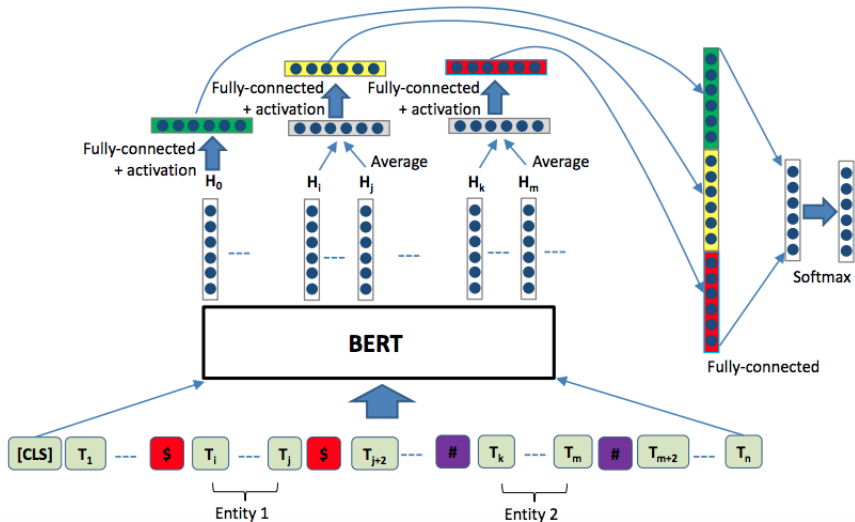 Fully-connected
+ activation
Fully-connected
+ activation
Fully-connected
+ activation
Average
Average
H0
Hi
Hj
Hk
Hm
Softmax
BERT
Fully-connected
[CLS] T1 $ Ti Tj $ Tj+2 # Tk Tm # Tm+2 Tn
Entity 1
Entity 2